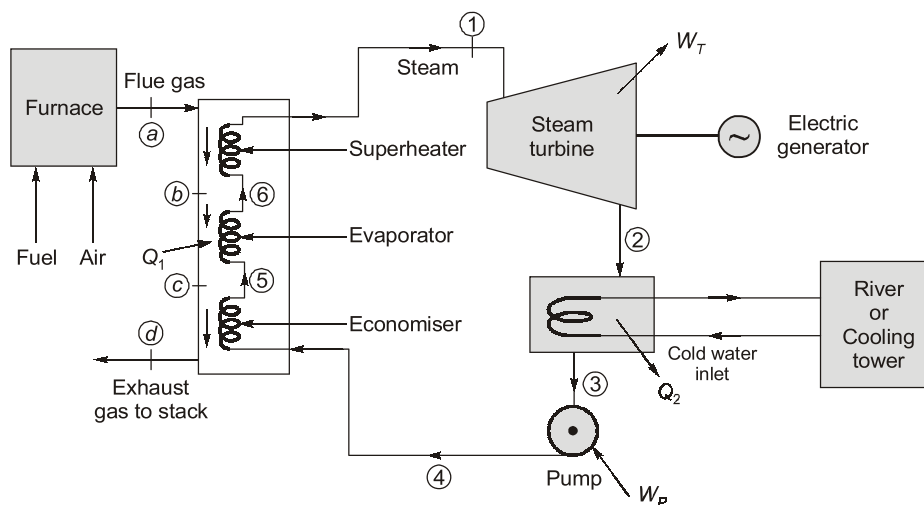 1
W_T
Flue gas
Steam
Furnace
a
Steam
turbine
~
Electric
generator
Superheater
b
6
Fuel
Air
Q_1
Evaporator
2
c
5
River
or
Cooling
tower
Economiser
d
Cold water
inlet
Exhaust
gas to stack
3
Q_2
4
Pump
W_P